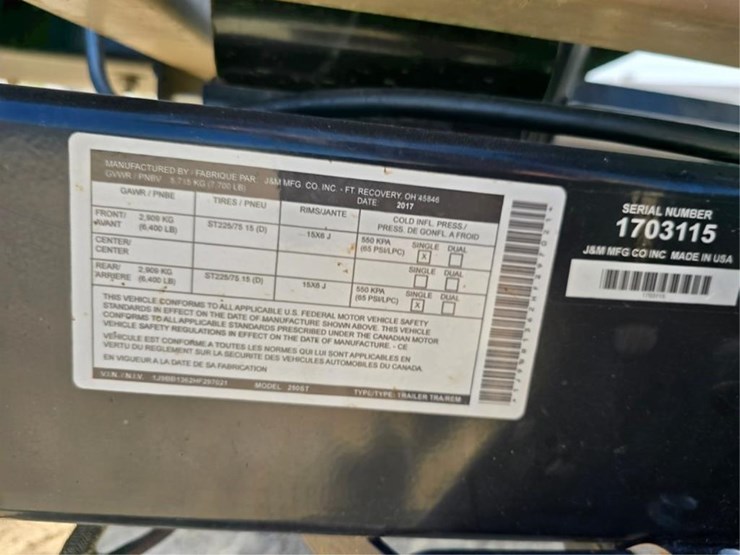 MANUFACTURED BY / FABRIQUE PAR: J&M MFG. CO. INC. - FT. RECOVERY, OH 45846
GVWR / PNBV (7,700 LB) DATE 2017
GAWR / PNBE TIRES / PNEU RIMS/JANTE COLD INFL. PRESS./ PRESS. DE GONFL. A FROID
FRONT/ AVANT 2,909 KG (6,400 LB) ST225/75 15 (D) 15X6 J 550 KPA (65 PSI/LPC) SINGLE X DUAL
CENTER/ CENTER SINGLE DUAL
REAR/ ARRIERE 2,909 KG (6,400 LB) ST225/75 15 (D) 15X6 J 550 KPA (65 PSI/LPC) SINGLE X DUAL
THIS VEHICLE CONFORMS TO ALL APPLICABLE U.S. FEDERAL MOTOR VEHICLE SAFETY
STANDARDS IN EFFECT ON THE DATE OF MANUFACTURE SHOWN ABOVE. THIS VEHICLE
CONFORMS TO ALL APPLICABLE STANDARDS PRESCRIBED UNDER THE CANADIAN MOTOR
VEHICLE SAFETY REGULATIONS IN EFFECT ON THE DATE OF MANUFACTURE. - CE
VEHICULE EST CONFORME A TOUTES LES NORMES QUI LUI SONT APPLICABLES EN
VERTU DU REGLEMENT SUR LA SECURITE DES VEHICULES AUTOMOBILES DU CANADA
EN VIGUEUR A LA DATE DE SA FABRICATION
V.I.N. / N.I.V. MODEL TYPE/TYPE: TRAILER TRA/REM
SERIAL NUMBER
1703115
J&M MFG CO INC MADE IN USA